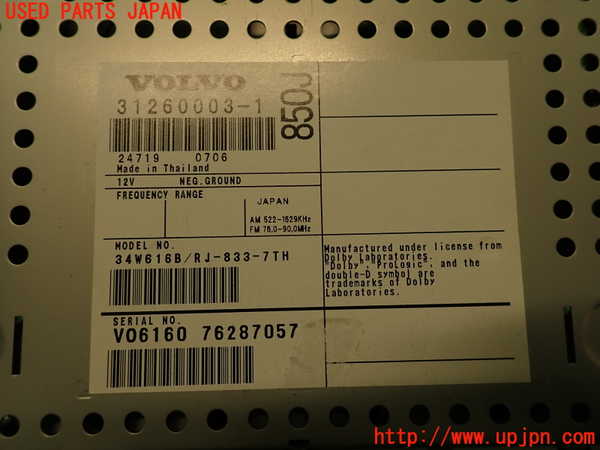 USED PARTS JAPAN
VOLVO
31260003-1
850J
24719 0706
Made in Thailand
12V NEG.GROUND
FREQUENCY RANGE
JAPAN
AM 522-1629KHz
FM 76.0-90.0MHz
MODEL NO.
34W616B/RJ-833-7TH
Manufactured under license from
Dolby Laboratories.
"Dolby","ProLogic", and the
double-D symbol are
trademarks of Dolby
Laboratories.
SERIAL NO.
V06160 76287057
http://www.upjpn.com